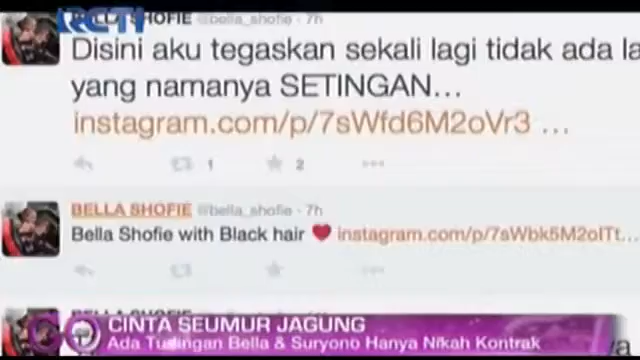 RCTI
BELLA SHOFIE @bella_shofie · 7h
Disini aku tegaskan sekali lagi tidak ada la
yang namanya SETINGAN...
instagram.com/p/7sWfd6M2oVr3 ...
1 2
BELLA SHOFIE @bella_shofie · 7h
Bella Shofie with Black hair ❤ instagram.com/p/7sWbk5M2oITt...
CINTA SEUMUR JAGUNG
Ada Tudingan Bella & Suryono Hanya Nikah Kontrak